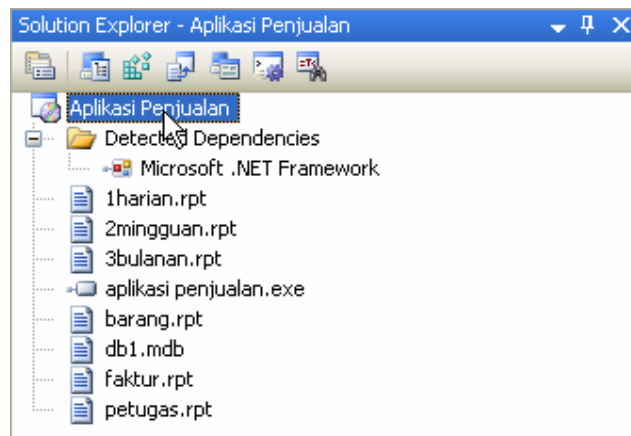 Solution Explorer - Aplikasi Penjualan
Aplikasi Penjualan
Detected Dependencies
Microsoft .NET Framework
1harian.rpt
2mingguan.rpt
3bulanan.rpt
aplikasi penjualan.exe
barang.rpt
db1.mdb
faktur.rpt
petugas.rpt